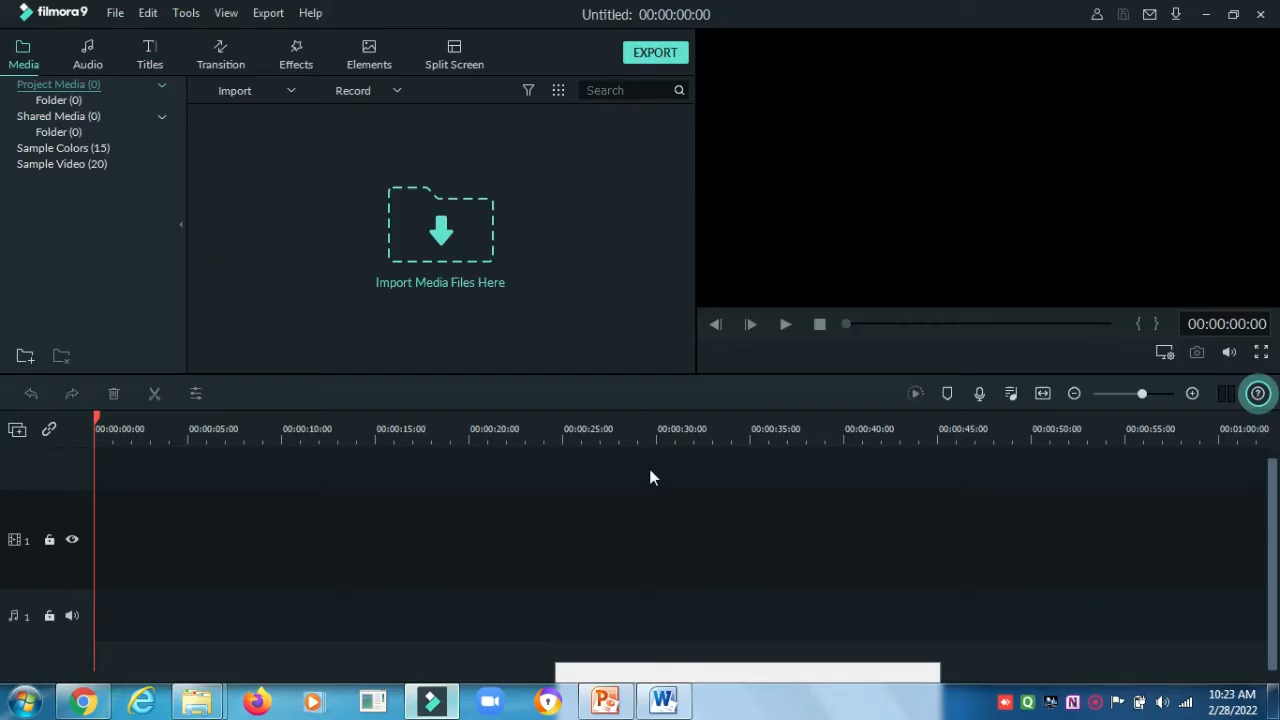 filmora9 File Edit Tools View Export Help Untitled: 00:00:00:00
Media Audio Titles Transition Effects Elements Split Screen EXPORT
Project Media (0)
Folder (0)
Shared Media (0)
Folder (0)
Sample Colors (15)
Sample Video (20)
Import Record Search
Import Media Files Here
00:00:00:00
00:00:00:00 00:00:05:00 00:00:10:00 00:00:15:00 00:00:20:00 00:00:25:00 00:00:30:00 00:00:35:00 00:00:40:00 00:00:45:00 00:00:50:00 00:00:55:00 00:01:00:00
1
1
10:23 AM
2/28/2022